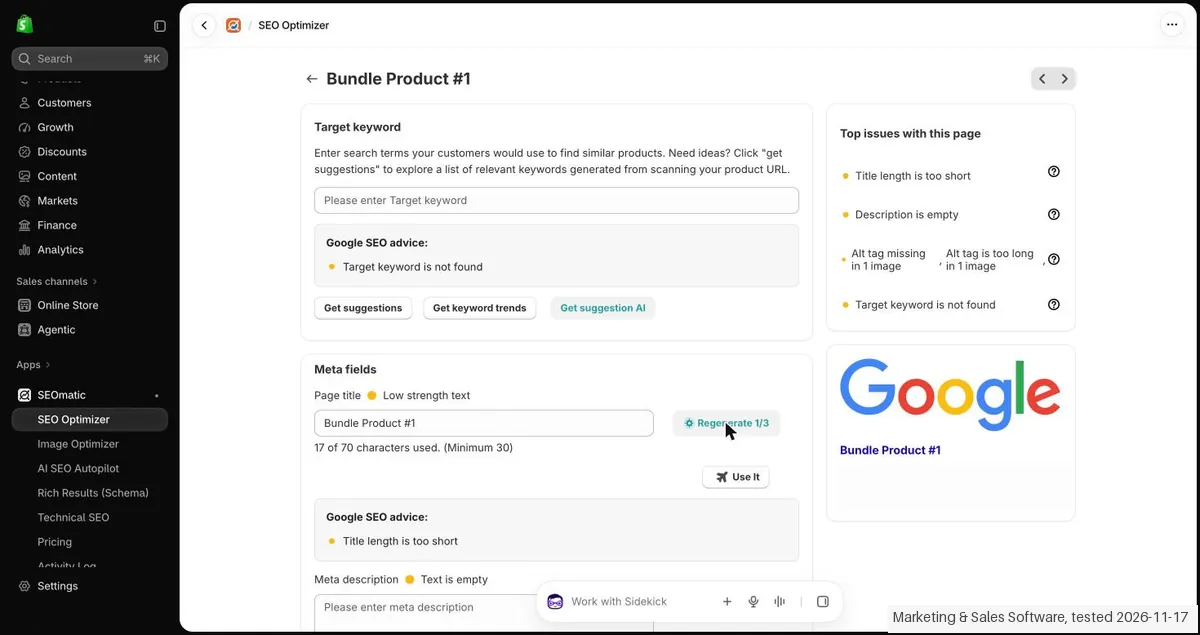 Search
⌘K
Customers
Growth
Discounts
Content
Markets
Finance
Analytics
Sales channels
Online Store
Agentic
Apps
SEOmatic
SEO Optimizer
Image Optimizer
AI SEO Autopilot
Rich Results (Schema)
Technical SEO
Pricing
Activity Log
Settings
/ SEO Optimizer
Bundle Product #1
Target keyword
Enter search terms your customers would use to find similar products. Need ideas? Click "get
suggestions" to explore a list of relevant keywords generated from scanning your product URL.
Please enter Target keyword
Google SEO advice:
Target keyword is not found
Get suggestions
Get keyword trends
Get suggestion AI
Meta fields
Page title
Low strength text
Bundle Product #1
Regenerate 1/3
17 of 70 characters used. (Minimum 30)
Use It
Google SEO advice:
Title length is too short
Meta description
Text is empty
Please enter meta description
Top issues with this page
Title length is too short
Description is empty
Alt tag missing
in 1 image
,
Alt tag is too long
in 1 image
,
Target keyword is not found
Google
Bundle Product #1
Work with Sidekick
Marketing & Sales Software, tested 2026-11-17